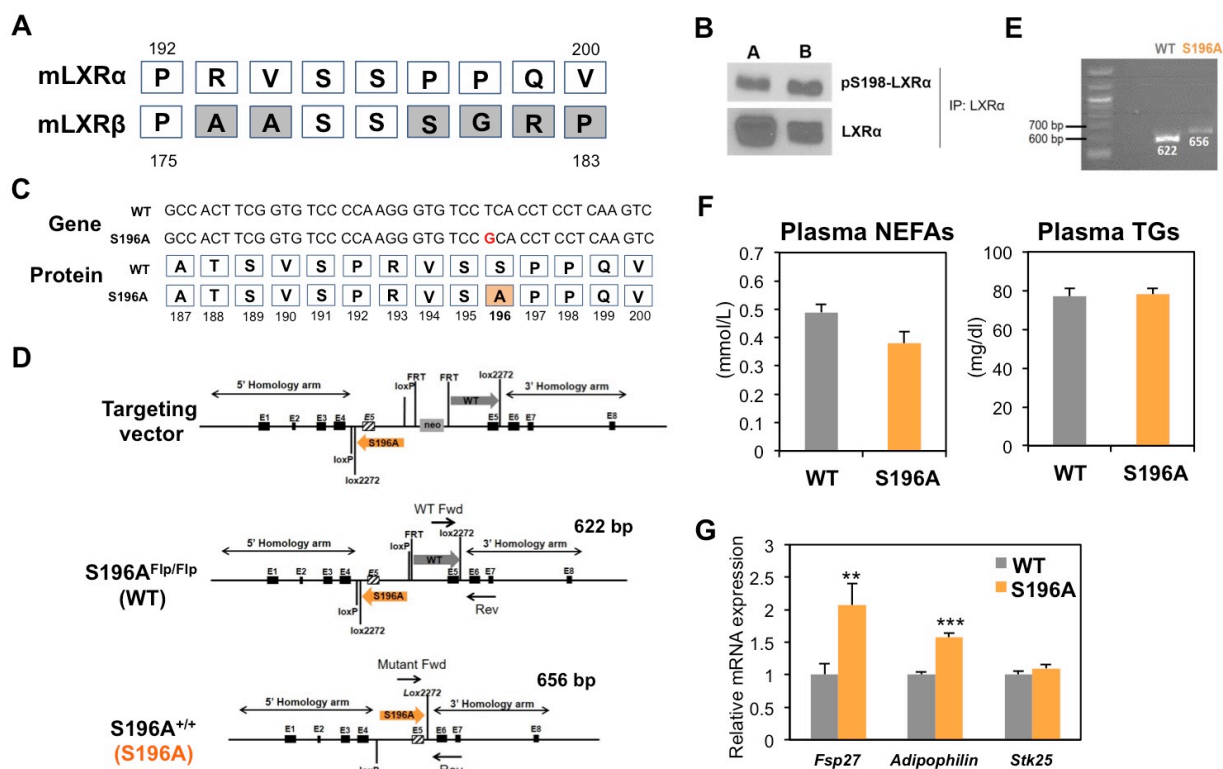 A
192 200
mLXRα P R V S S P P Q V
mLXRβ P A A S S S G R P
175 183
B
A B
pS198-LXRα
LXRα
IP: LXRα
E
WT S196A
700 bp
600 bp
622 656
C
Gene
WT GCC ACT TCG GTG TCC CCA AGG GTG TCC TCA CCT CCT CAA GTC
S196A GCC ACT TCG GTG TCC CCA AGG GTG TCC GCA CCT CCT CAA GTC
Protein
WT A T S V S P R V S S P P Q V
S196A A T S V S P R V S A P P Q V
187 188 189 190 191 192 193 194 195 196 197 198 199 200
D
Targeting
vector
5' Homology arm loxP FRT FRT lox2272 3' Homology arm
WT
E1 E2 E3 E4 E5 neo E5 E6 E7 E8
S196A
loxP
lox2272
S196A Flp/Flp
(WT)
WT Fwd 622 bp
5' Homology arm loxP FRT lox2272 3' Homology arm
WT
E1 E2 E3 E4 E5 E5 E6 E7 E8
S196A
loxP
lox2272
Rev
S196A+/+
(S196A)
Mutant Fwd 656 bp
5' Homology arm Lox2272 3' Homology arm
S196A
E1 E2 E3 E4 E5 E6 E7 E8
loxP
Rev
F
Plasma NEFAs
(mmol/L)
0.7
0.6
0.5
0.4
0.3
0.2
0.1
0
WT S196A
Plasma TGs
(mg/dl)
100
80
60
40
20
0
WT S196A
G
Relative mRNA expression
3
2.5
2
1.5
1
0.5
0
WT
S196A
** ***
Fsp27 Adipophilin Stk25